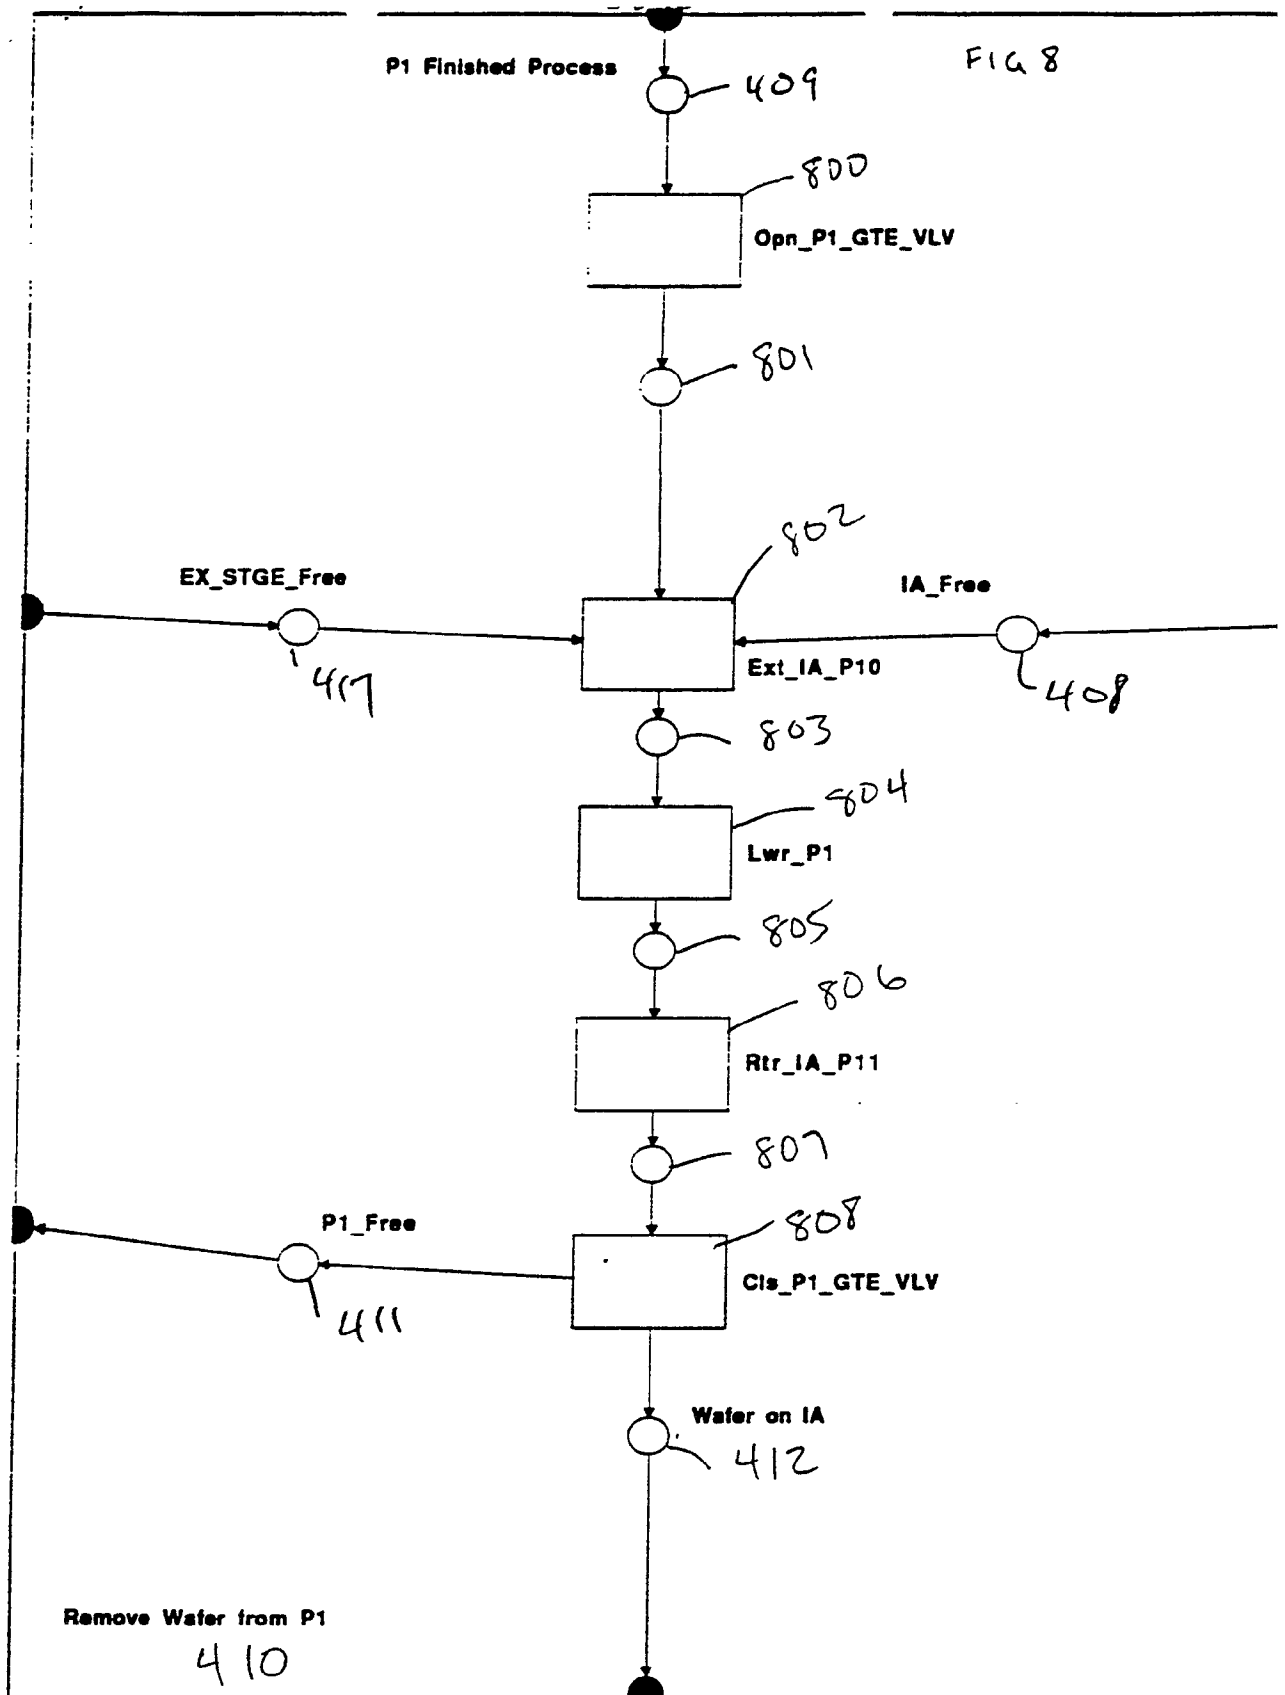 FIG 8
P1 Finished Process
409
800
Opn_P1_GTE_VLV
801
802
EX_STGE_Free
IA_Free
417
Ext_IA_P10
408
803
804
Lwr_P1
805
806
Rtr_IA_P11
807
808
P1_Free
Cls_P1_GTE_VLV
411
Wafer on IA
412
Remove Wafer from P1
410